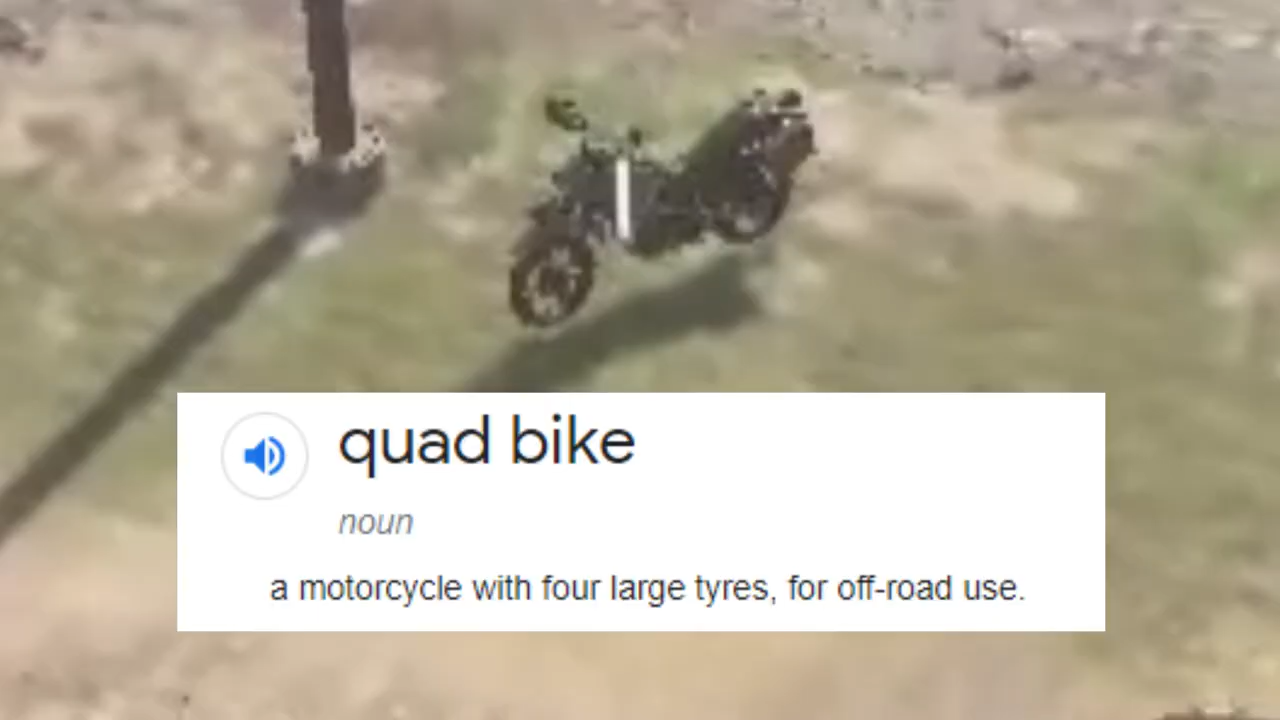 quad bike
noun
a motorcycle with four large tyres, for off-road use.